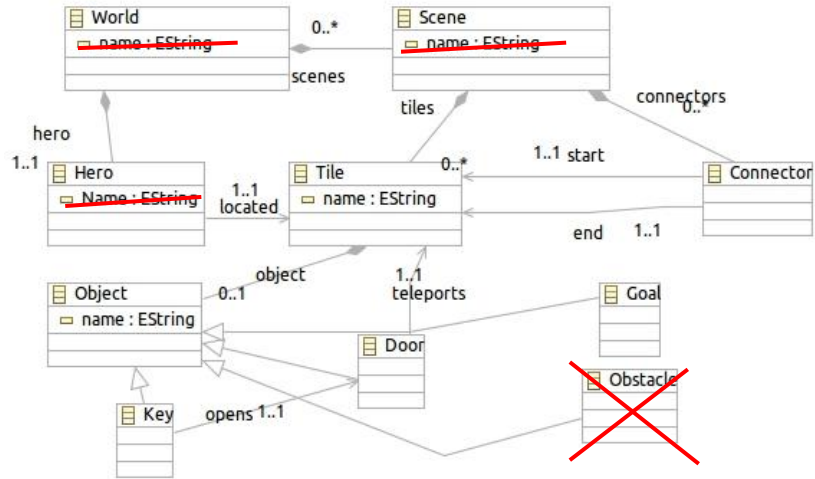 World
name : EString
0..*
scenes
Scene
name : EString
tiles
connectors
0..*
hero
1..1
Hero
Name : EString
1..1
located
Tile
name : EString
0..*
1..1 start
Connector
end 1..1
object
0..1
1..1
teleports
Object
name : EString
Goal
Door
Obstacle
Key
opens 1..1